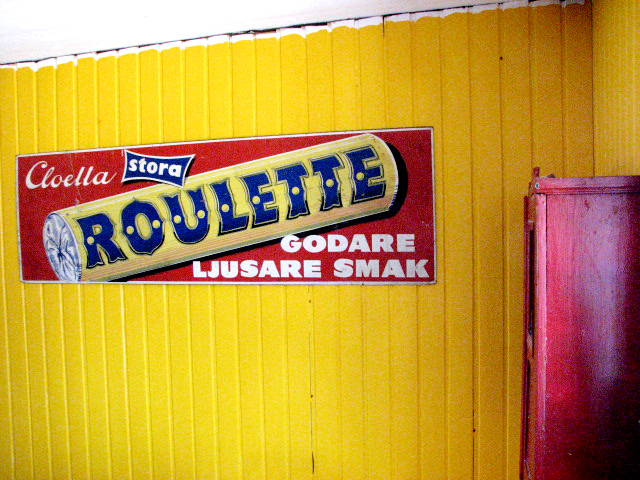 Cloetta stora
ROULETTE
GODARE
LJUSARE SMAK